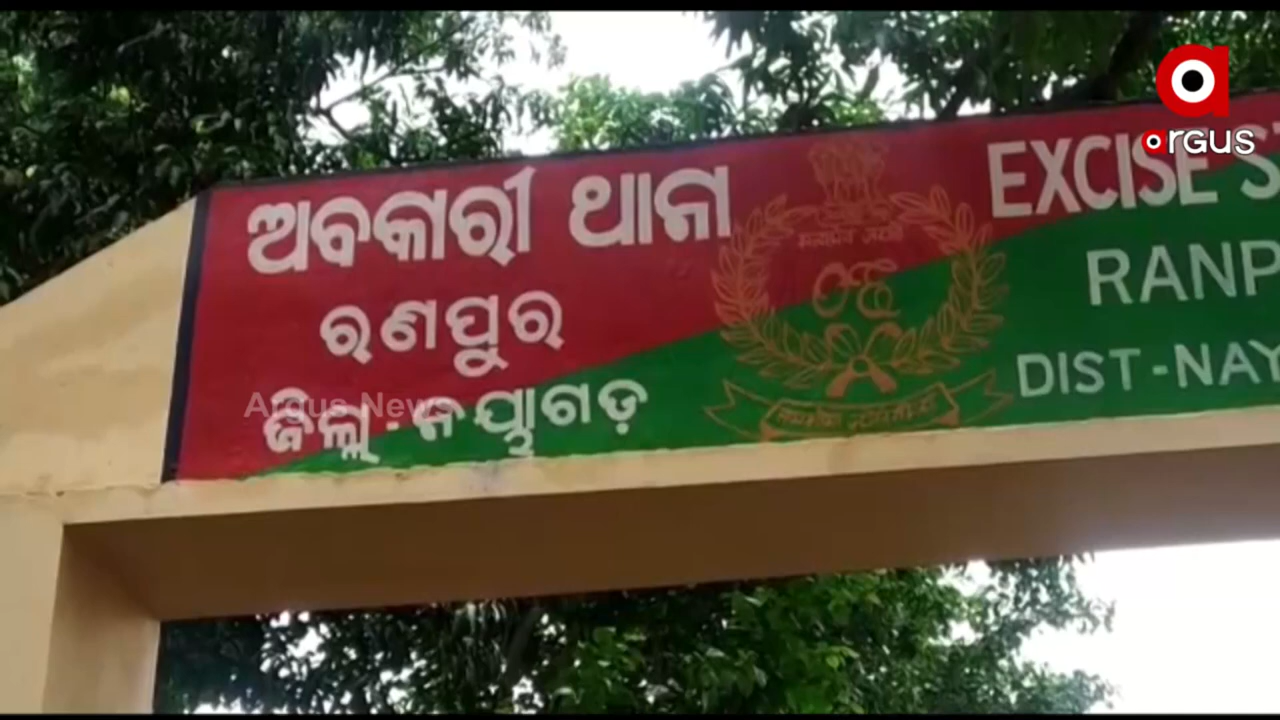 ଅବକାରୀ ଥାନା
ରଣପୁର
ଜିଲ୍ଲା-ନୟାଗଡ଼
EXCISE S
RANP
DIST-NAY
argus
Argus News